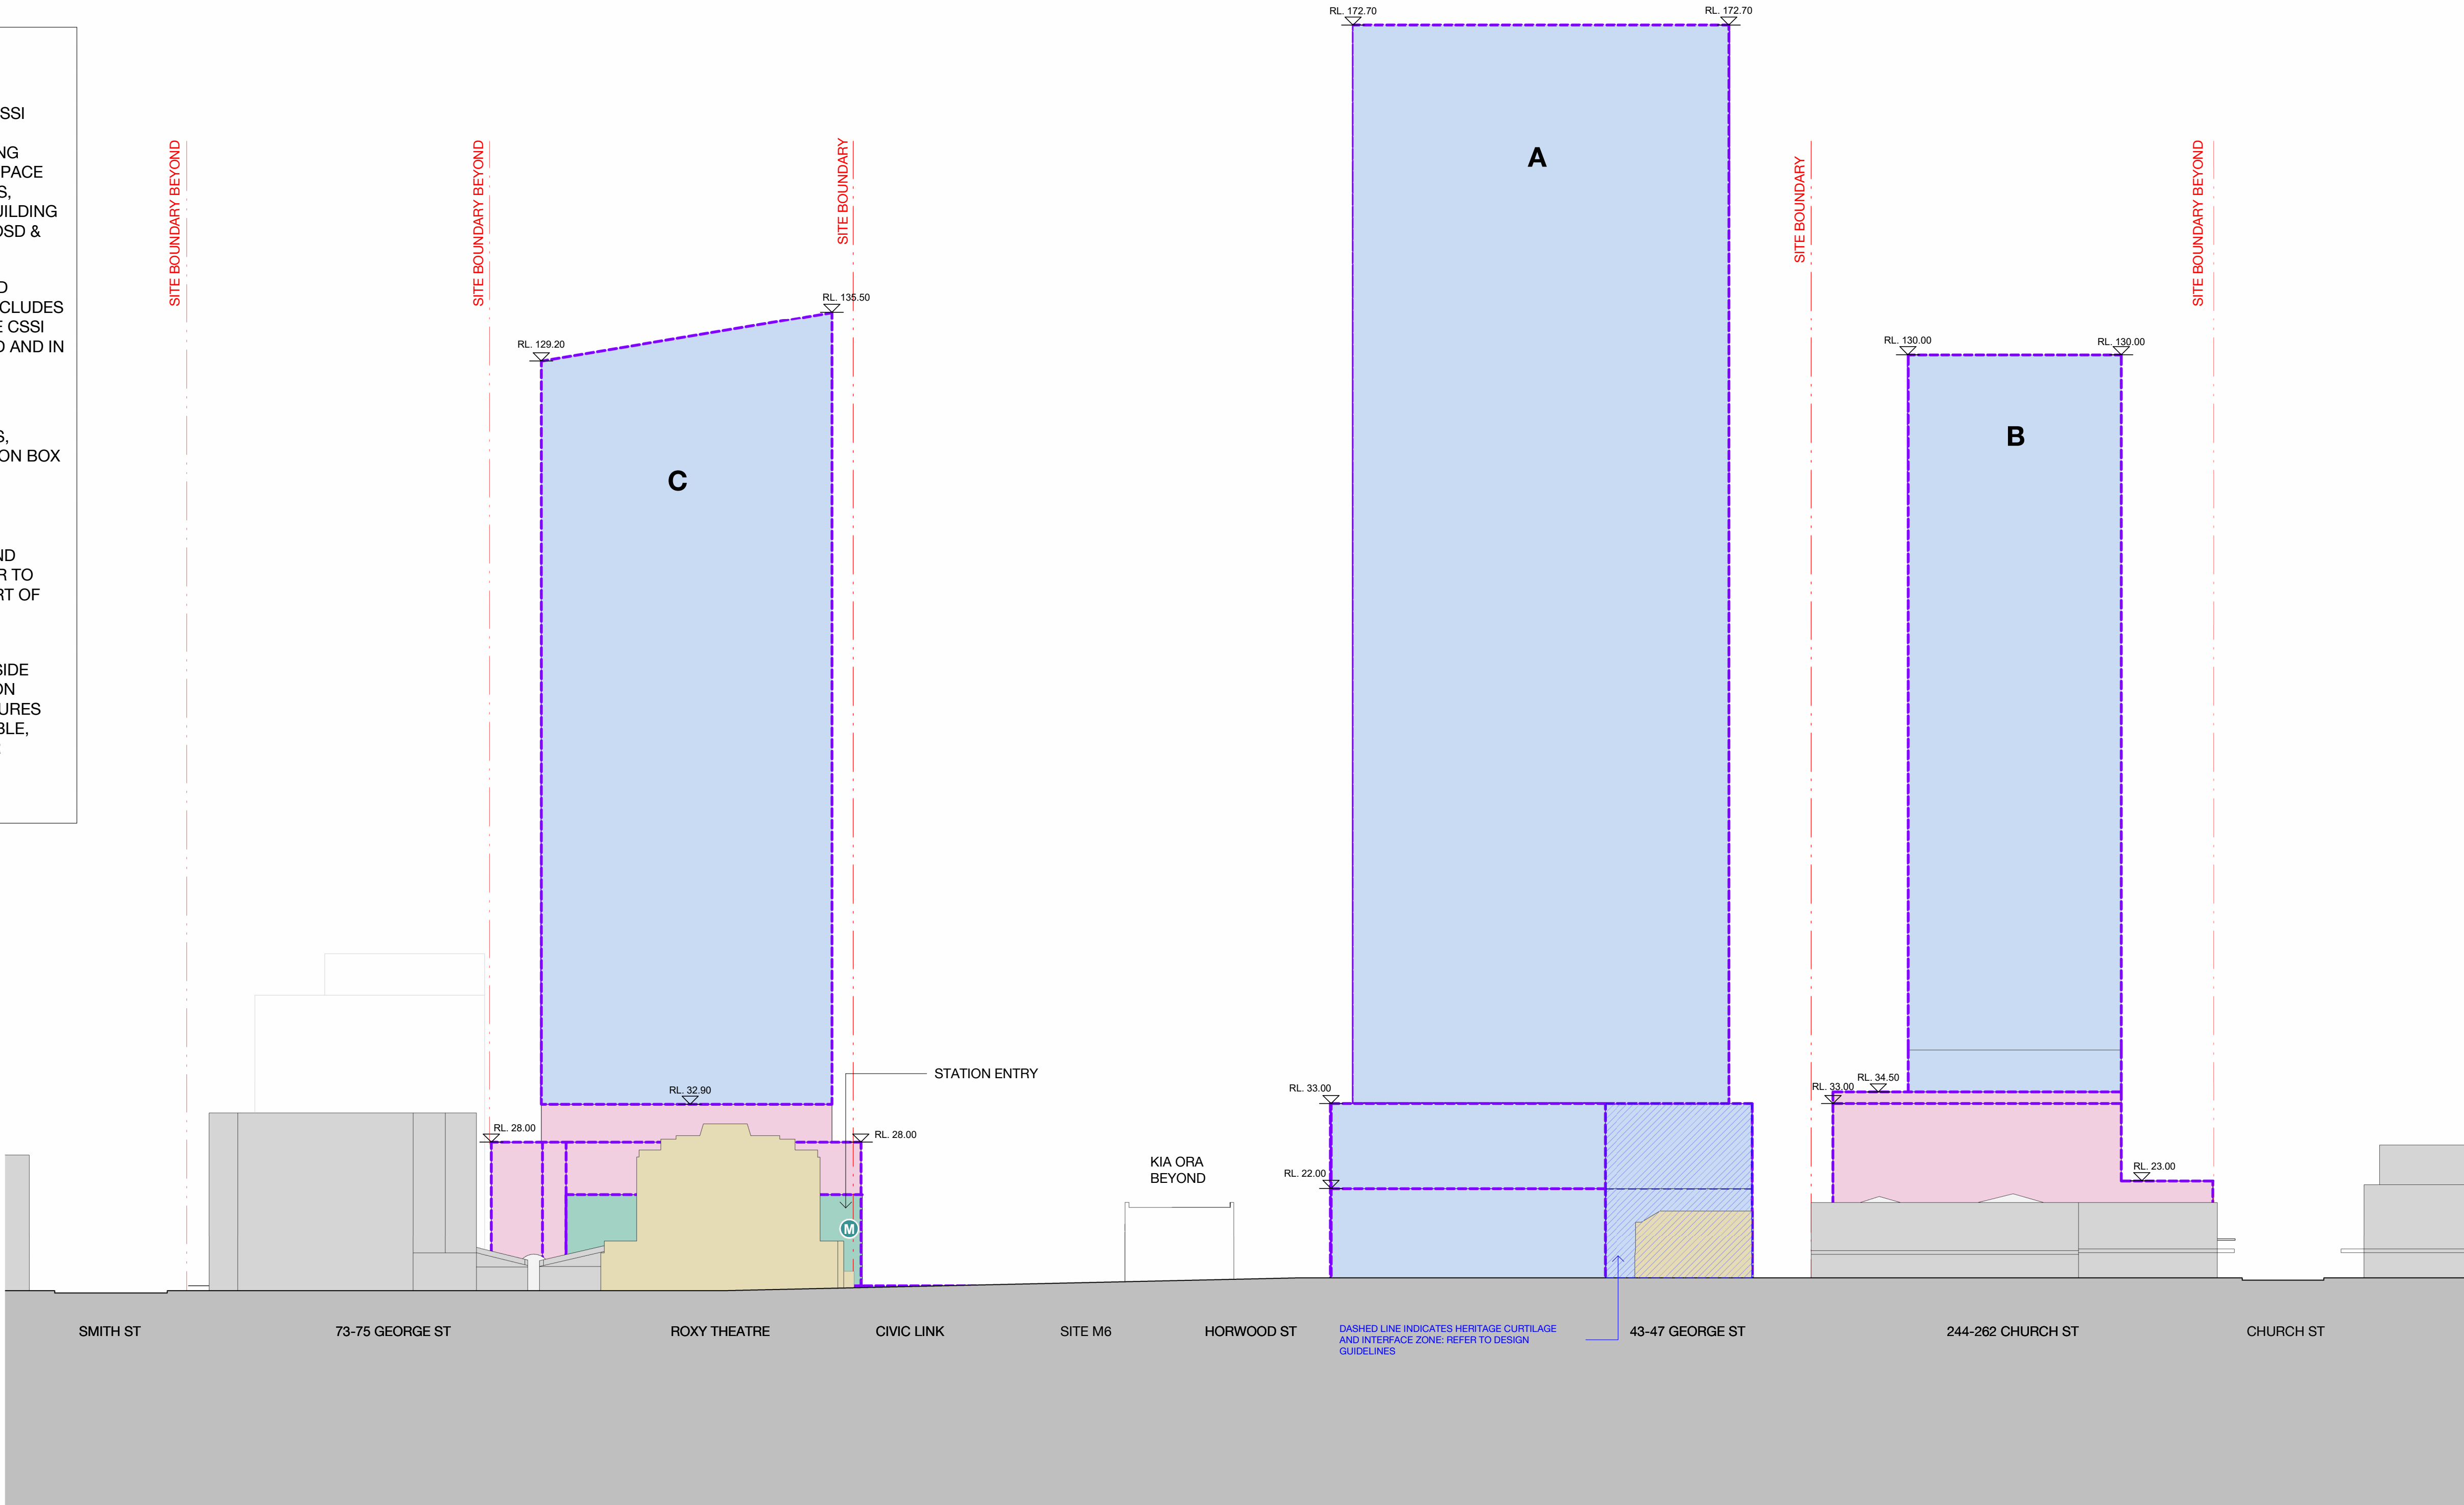 SSI
NG
PACE
S,
UILDING
OSD &
D
CLUDES
E CSSI
D AND IN
S,
ON BOX
ND
R TO
RT OF
SIDE
ON
URES
BLE,
SITE BOUNDARY BEYOND
SITE BOUNDARY BEYOND
SITE BOUNDARY
SITE BOUNDARY
SITE BOUNDARY BEYOND
RL. 172.70
RL. 172.70
A
RL. 135.50
RL. 129.20
C
RL. 130.00
RL. 130.00
B
STATION ENTRY
RL. 32.90
RL. 28.00
RL. 28.00
M
KIA ORA
BEYOND
RL. 33.00
RL. 22.00
RL. 34.50
RL. 33.00
RL. 23.00
SMITH ST
73-75 GEORGE ST
ROXY THEATRE
CIVIC LINK
SITE M6
HORWOOD ST
DASHED LINE INDICATES HERITAGE CURTILAGE
AND INTERFACE ZONE: REFER TO DESIGN
GUIDELINES
43-47 GEORGE ST
244-262 CHURCH ST
CHURCH ST